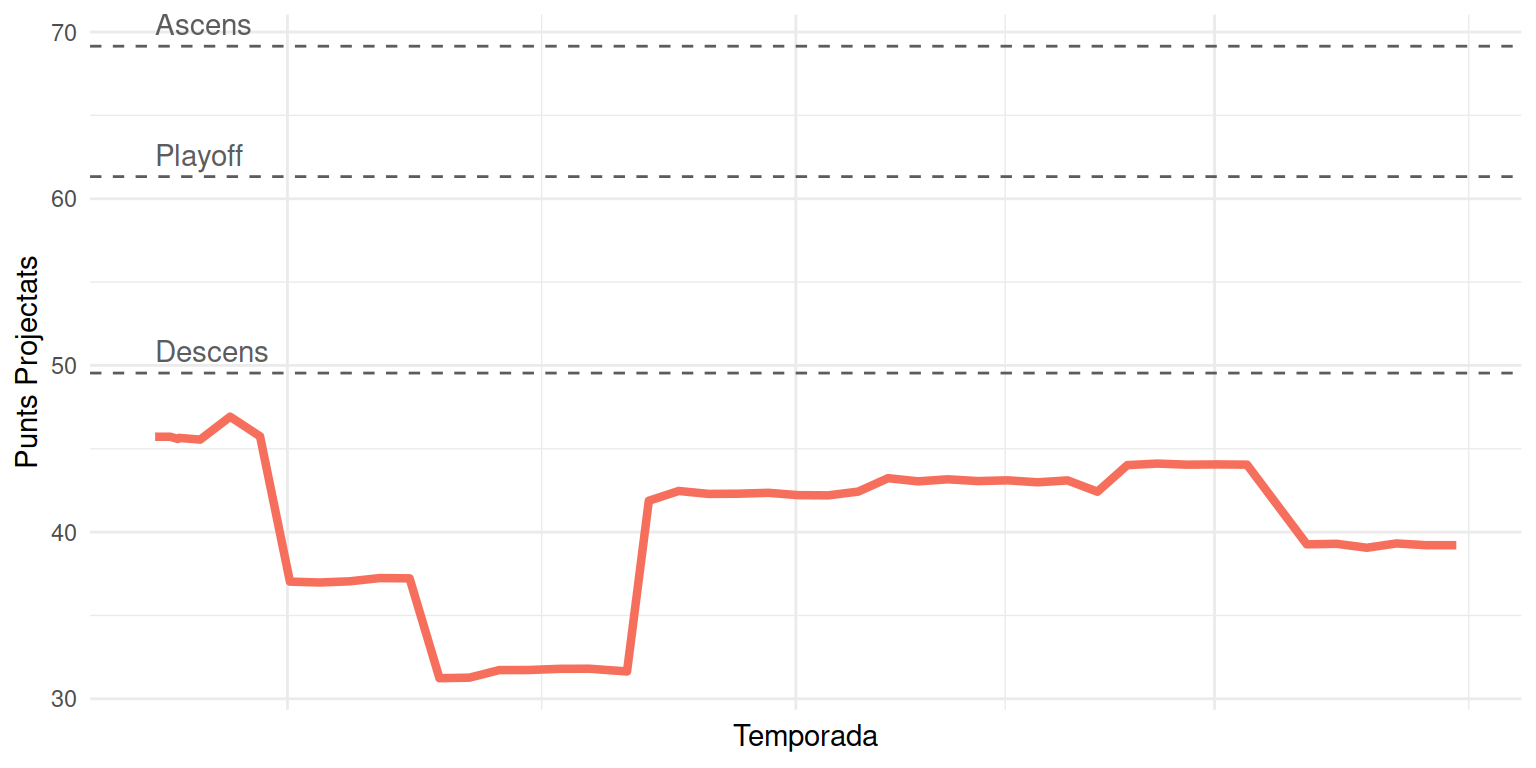 70
Ascens
Playoff
60
Descens
50
40
30
Punts Projectats
Temporada